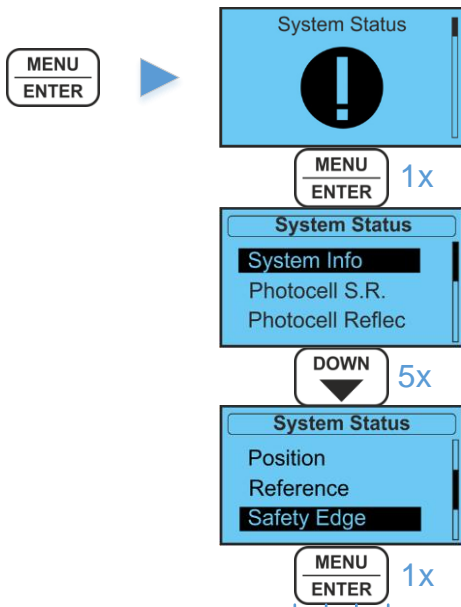 System Status
MENU
ENTER
MENU
ENTER
1x
System Status
System Info
Photocell S.R.
Photocell Reflec
DOWN
5x
System Status
Position
Reference
Safety Edge
MENU
ENTER
1x